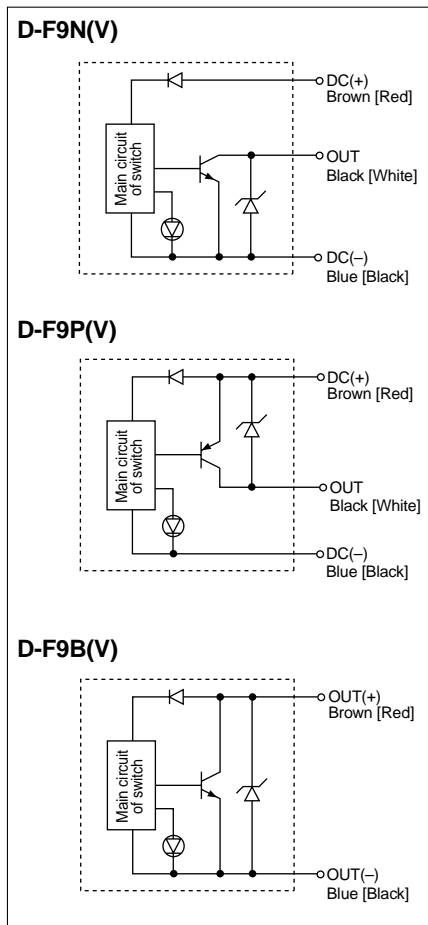 D-F9N(V)
DC(+)
Brown [Red]
Main circuit
of switch
OUT
Black [White]
DC(–)
Blue [Black]
D-F9P(V)
DC(+)
Brown [Red]
Main circuit
of switch
OUT
Black [White]
DC(–)
Blue [Black]
D-F9B(V)
OUT(+)
Brown [Red]
Main circuit
of switch
OUT(–)
Blue [Black]